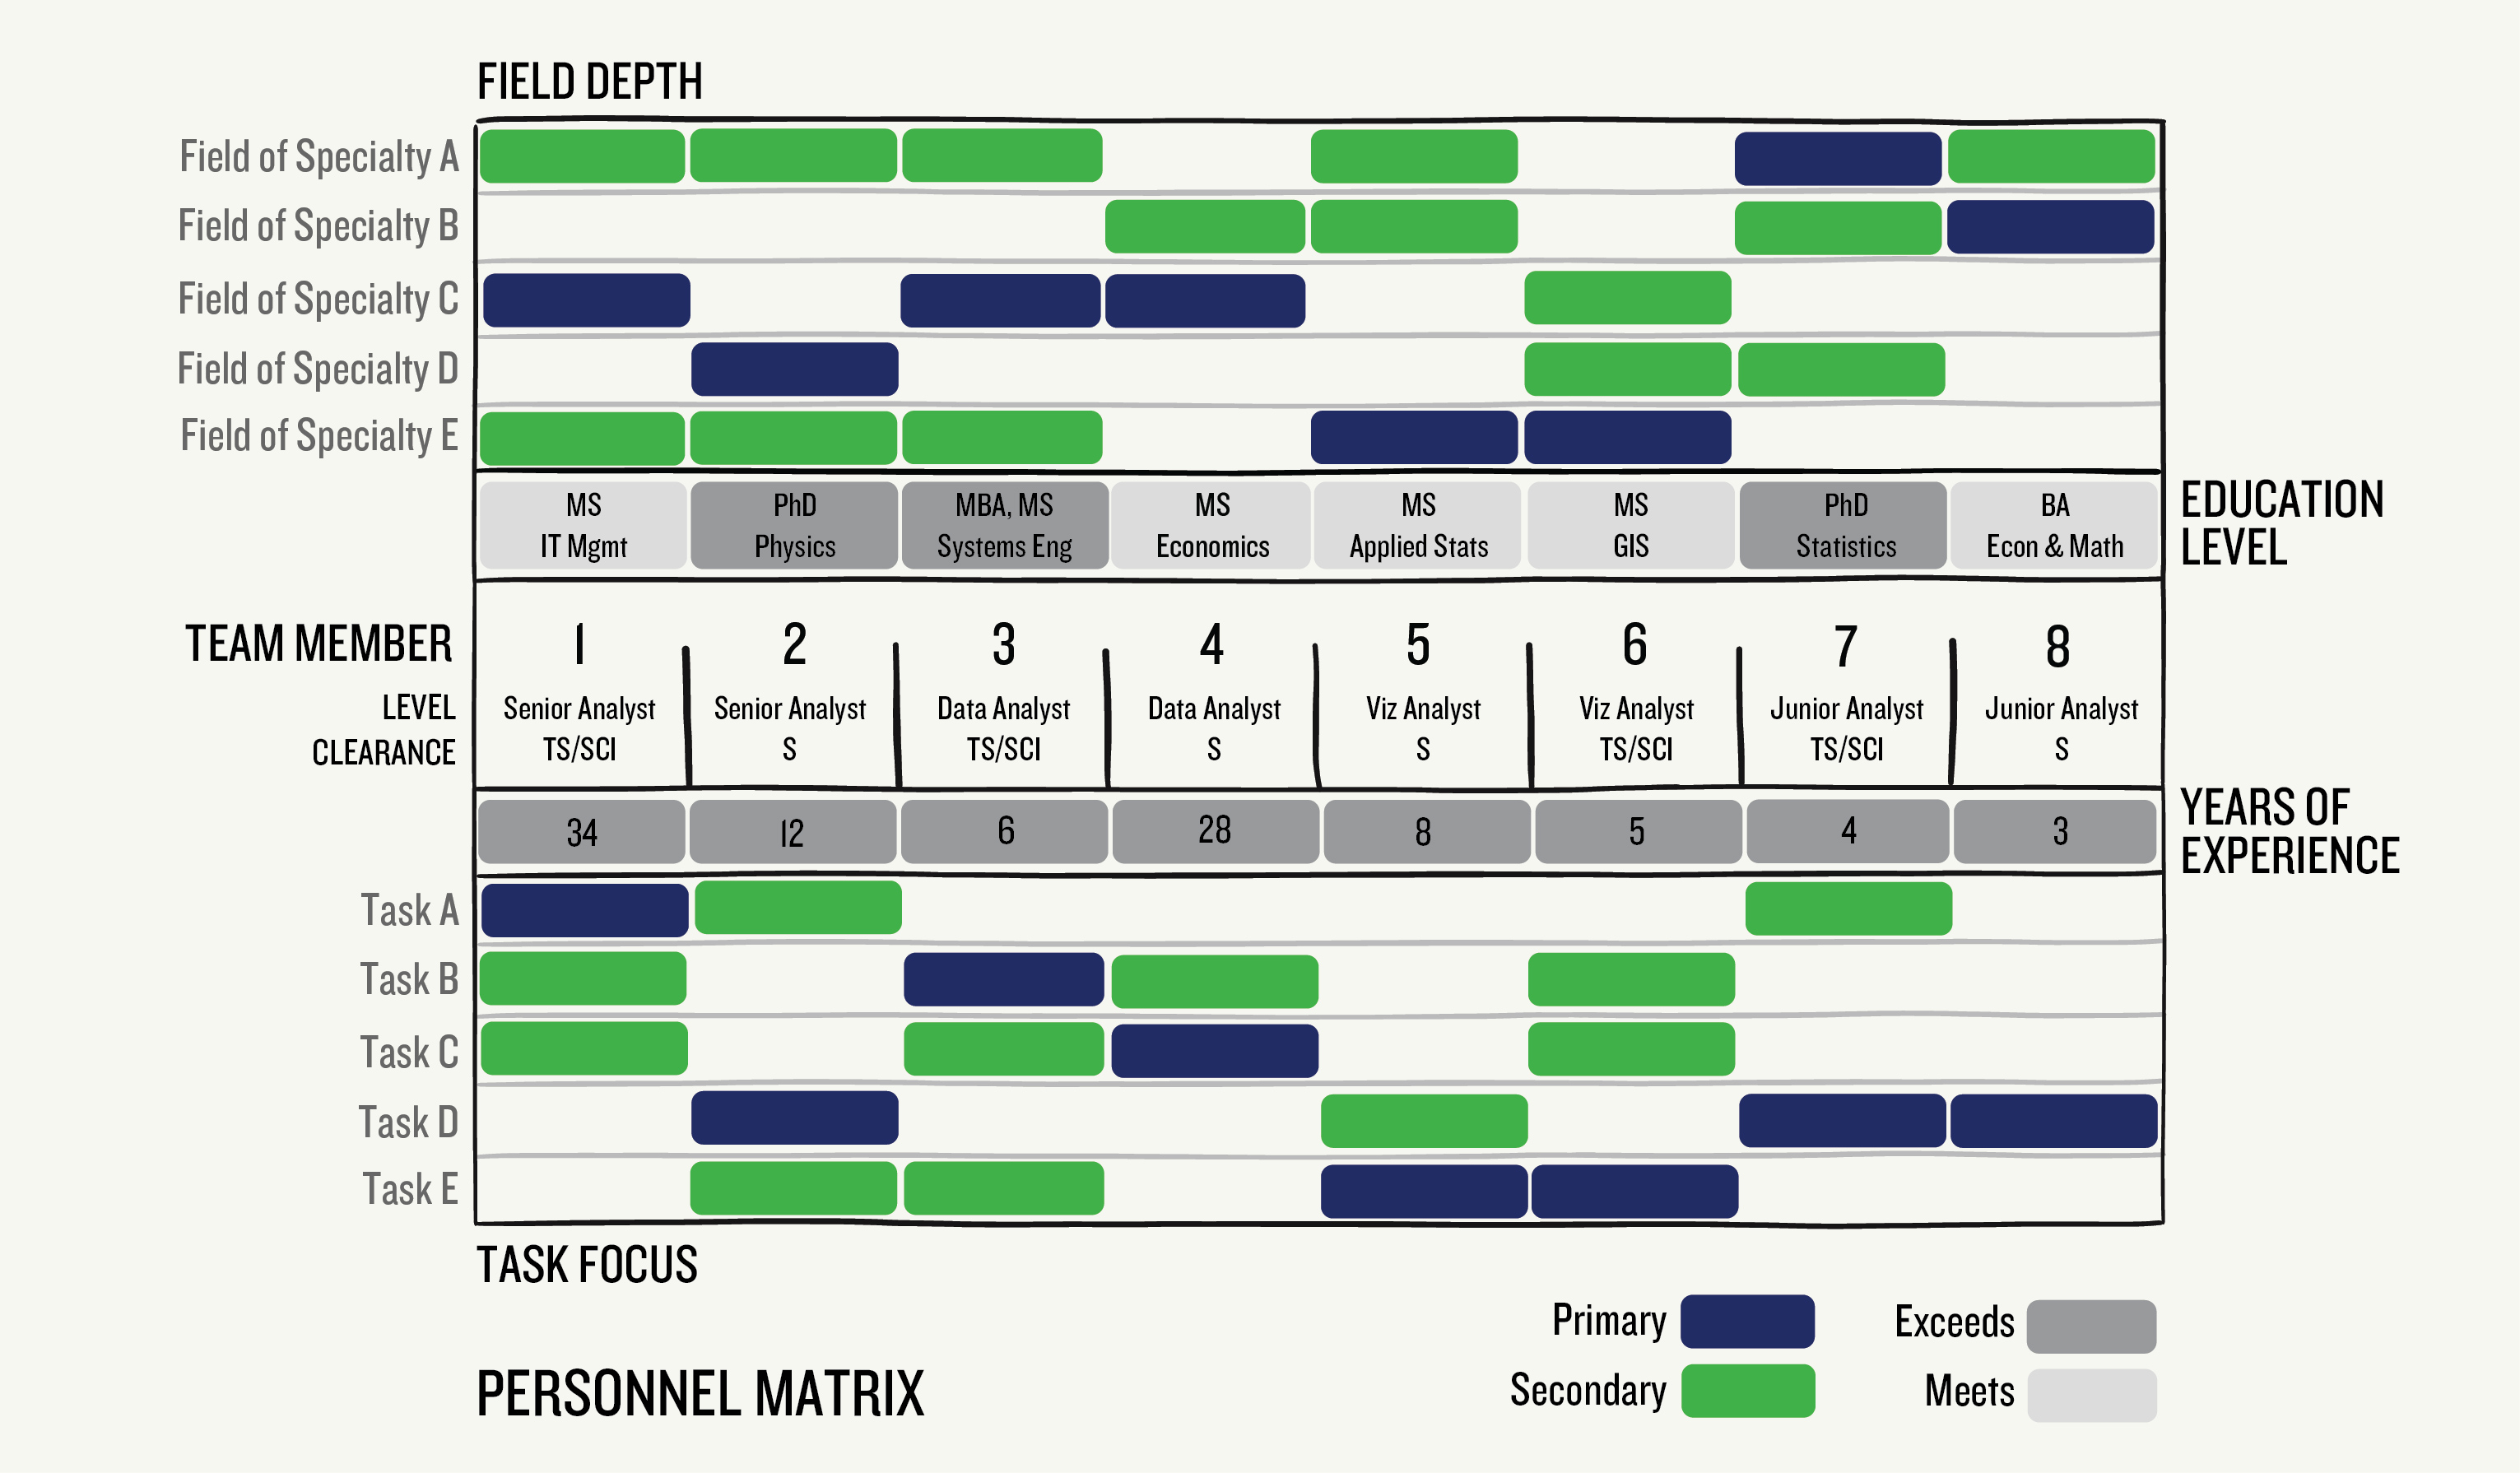 FIELD DEPTH
Field of Specialty A
Field of Specialty B
Field of Specialty C
Field of Specialty D
Field of Specialty E
MS
IT Mgmt
PhD
Physics
MBA, MS
Systems Eng
MS
Economics
MS
Applied Stats
MS
GIS
PhD
Statistics
BA
Econ & Math
EDUCATION
LEVEL
TEAM MEMBER
1 2 3 4 5 6 7 8
LEVEL
Senior Analyst Senior Analyst Data Analyst Data Analyst Viz Analyst Viz Analyst Junior Analyst Junior Analyst
CLEARANCE
TS/SCI S TS/SCI S S TS/SCI TS/SCI S
34 12 6 28 8 5 4 3
YEARS OF
EXPERIENCE
Task A
Task B
Task C
Task D
Task E
TASK FOCUS
Primary
Exceeds
Secondary
Meets
PERSONNEL MATRIX